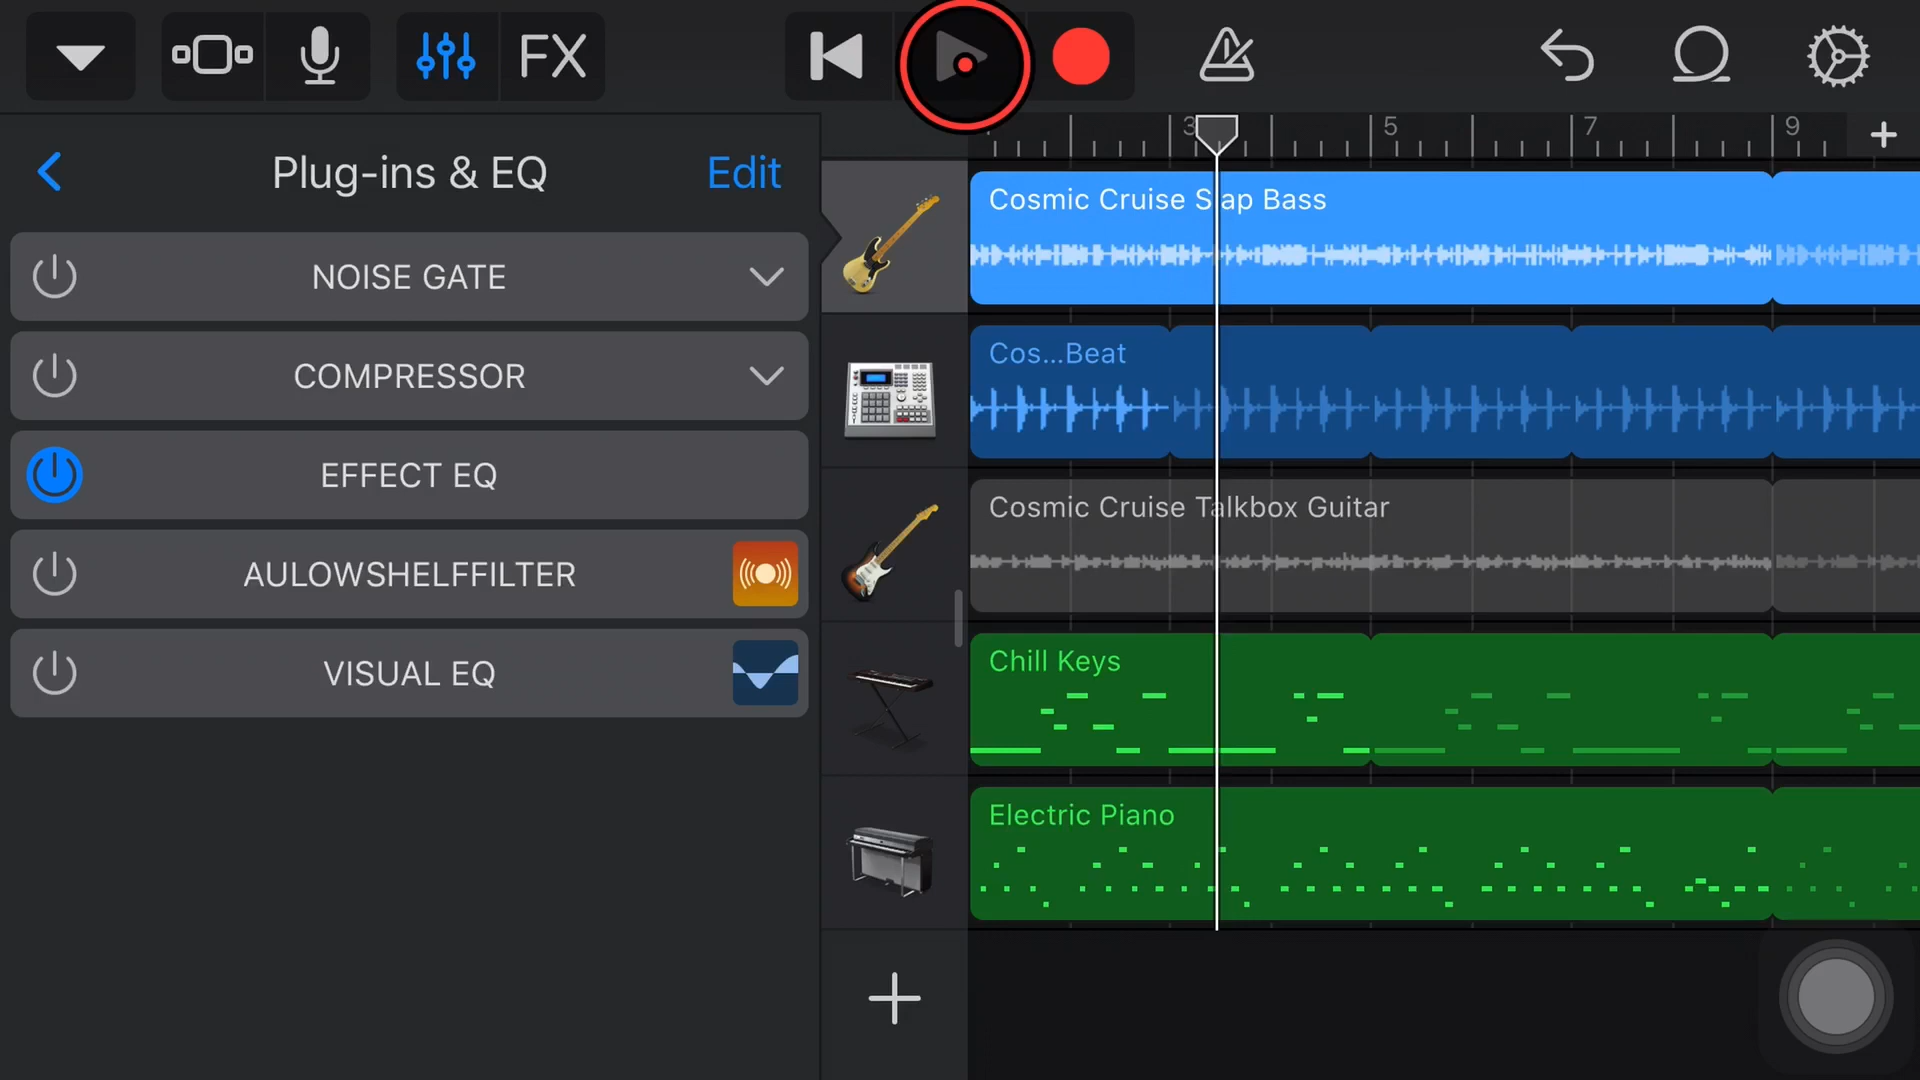 FX
Plug-ins & EQ
Edit
3
5
7
9
NOISE GATE
COMPRESSOR
EFFECT EQ
AULOWSHELFFILTER
VISUAL EQ
Cosmic Cruise Slap Bass
Cos...Beat
Cosmic Cruise Talkbox Guitar
Chill Keys
Electric Piano